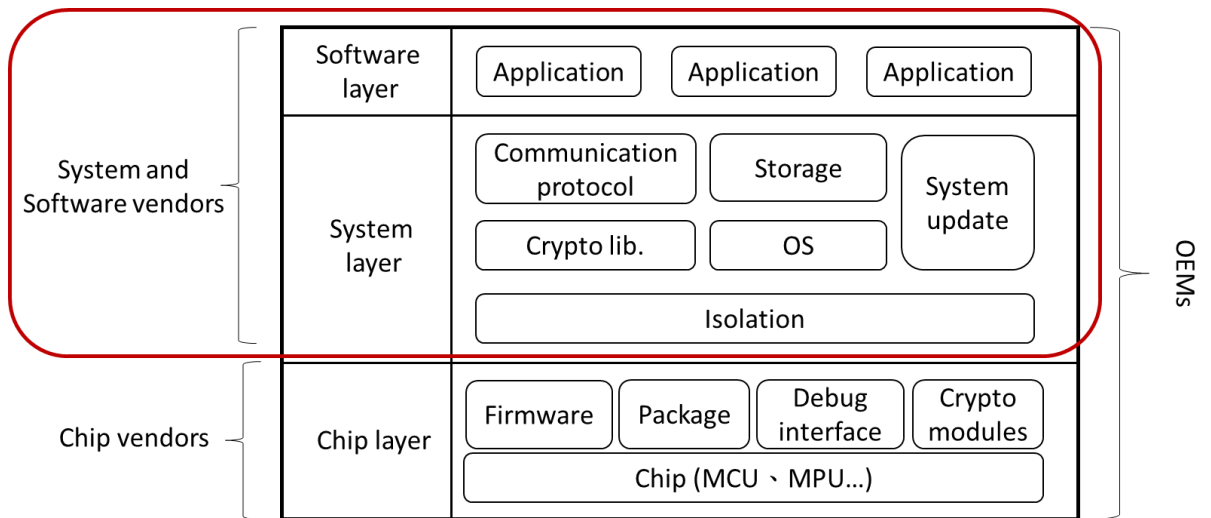 Software
layer
Application
Application
Application
System and
Software vendors
System
layer
Communication
protocol
Storage
System
update
Crypto lib.
OS
Isolation
OEMs
Chip vendors
Chip layer
Firmware
Package
Debug
interface
Crypto
modules
Chip (MCU、MPU...)